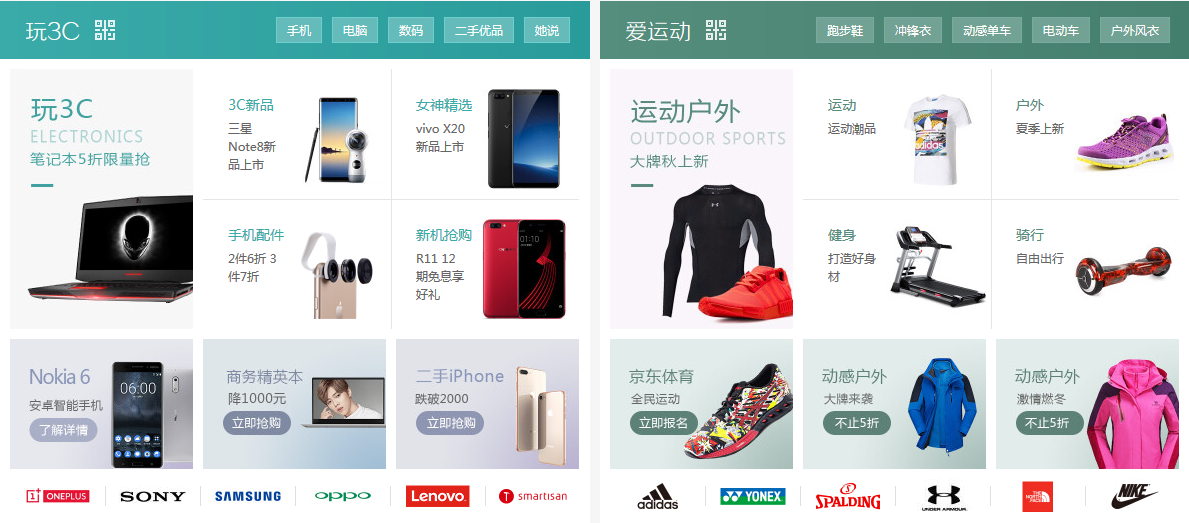 玩3C
手机 电脑 数码 二手优品 她说
玩3C
ELECTRONICS
笔记本5折限量抢
3C新品
三星
Note8新
品上市
女神精选
vivo X20
新品上市
手机配件
2件6折 3
件7折
新机抢购
R11 12
期免息享
好礼
Nokia 6
安卓智能手机
了解详情
06:00
商务精英本
降1000元
立即抢购
二手iPhone
跌破2000
立即抢购
1+ ONEPLUS
SONY
SAMSUNG
oppo
Lenovo
smartisan
爱运动
跑步鞋 冲锋衣 动感单车 电动车 户外风衣
运动户外
OUTDOOR SPORTS
大牌秋上新
运动
运动潮品
adidas
户外
夏季上新
健身
打造好身
材
骑行
自由出行
京东体育
全民运动
立即报名
动感户外
大牌来袭
不止5折
动感户外
激情燃冬
不止5折
adidas
YONEX
SPALDING
UNDER ARMOUR
THE NORTH FACE
NIKE